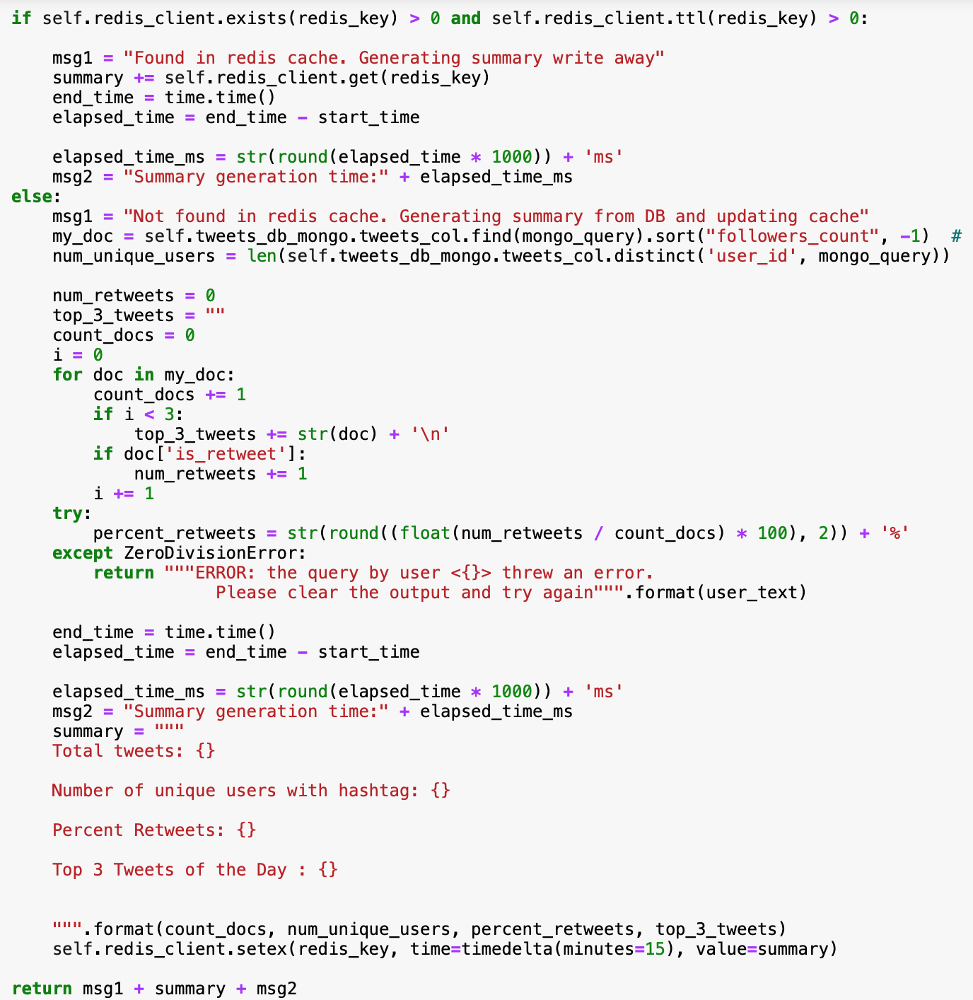 if self.redis_client.exists(redis_key) > 0 and self.redis_client.ttl(redis_key) > 0:

    msg1 = "Found in redis cache. Generating summary write away"
    summary += self.redis_client.get(redis_key)
    end_time = time.time()
    elapsed_time = end_time - start_time

    elapsed_time_ms = str(round(elapsed_time * 1000)) + 'ms'
    msg2 = "Summary generation time:" + elapsed_time_ms
else:
    msg1 = "Not found in redis cache. Generating summary from DB and updating cache"
    my_doc = self.tweets_db_mongo.tweets_col.find(mongo_query).sort("followers_count", -1)  #
    num_unique_users = len(self.tweets_db_mongo.tweets_col.distinct('user_id', mongo_query))

    num_retweets = 0
    top_3_tweets = ""
    count_docs = 0
    i = 0
    for doc in my_doc:
        count_docs += 1
        if i < 3:
            top_3_tweets += str(doc) + '\n'
        if doc['is_retweet']:
            num_retweets += 1
        i += 1
    try:
        percent_retweets = str(round((float(num_retweets / count_docs) * 100), 2)) + '%'
    except ZeroDivisionError:
        return """ERROR: the query by user <{}> threw an error.
                    Please clear the output and try again""".format(user_text)

    end_time = time.time()
    elapsed_time = end_time - start_time

    elapsed_time_ms = str(round(elapsed_time * 1000)) + 'ms'
    msg2 = "Summary generation time:" + elapsed_time_ms
    summary = """
    Total tweets: {}

    Number of unique users with hashtag: {}

    Percent Retweets: {}

    Top 3 Tweets of the Day : {}


    """.format(count_docs, num_unique_users, percent_retweets, top_3_tweets)
    self.redis_client.setex(redis_key, time=timedelta(minutes=15), value=summary)

return msg1 + summary + msg2